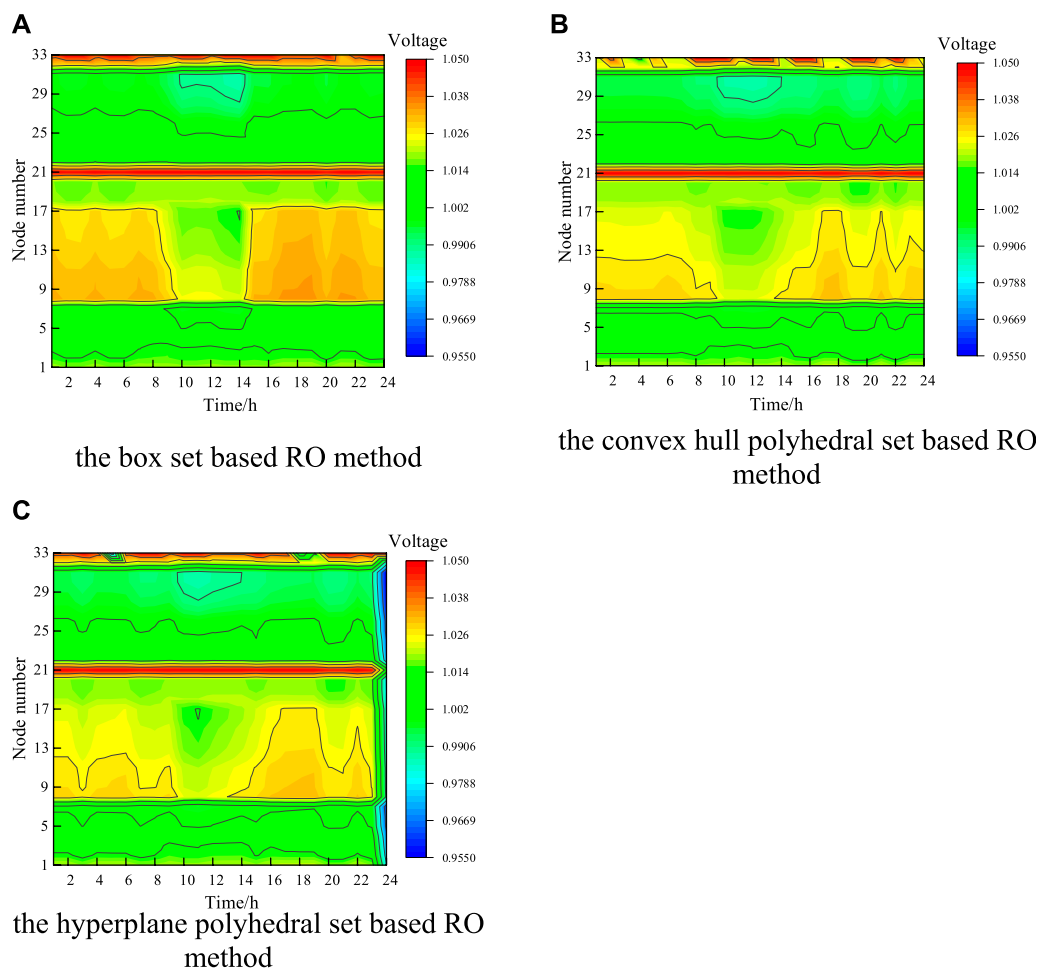 A
Voltage
33
29
25
21
17
13
9
5
1
Node number
2 4 6 8 10 12 14 16 18 20 22 24
Time/h
1.050
1.038
1.026
1.014
1.002
0.9906
0.9788
0.9669
0.9550
the box set based RO method
B
Voltage
33
29
25
21
17
13
9
5
1
Node number
2 4 6 8 10 12 14 16 18 20 22 24
Time/h
1.050
1.038
1.026
1.014
1.002
0.9906
0.9788
0.9669
0.9550
the convex hull polyhedral set based RO
method
C
Voltage
33
29
25
21
17
13
9
5
1
Node number
2 4 6 8 10 12 14 16 18 20 22 24
Time/h
1.050
1.038
1.026
1.014
1.002
0.9906
0.9788
0.9669
0.9550
the hyperplane polyhedral set based RO
method